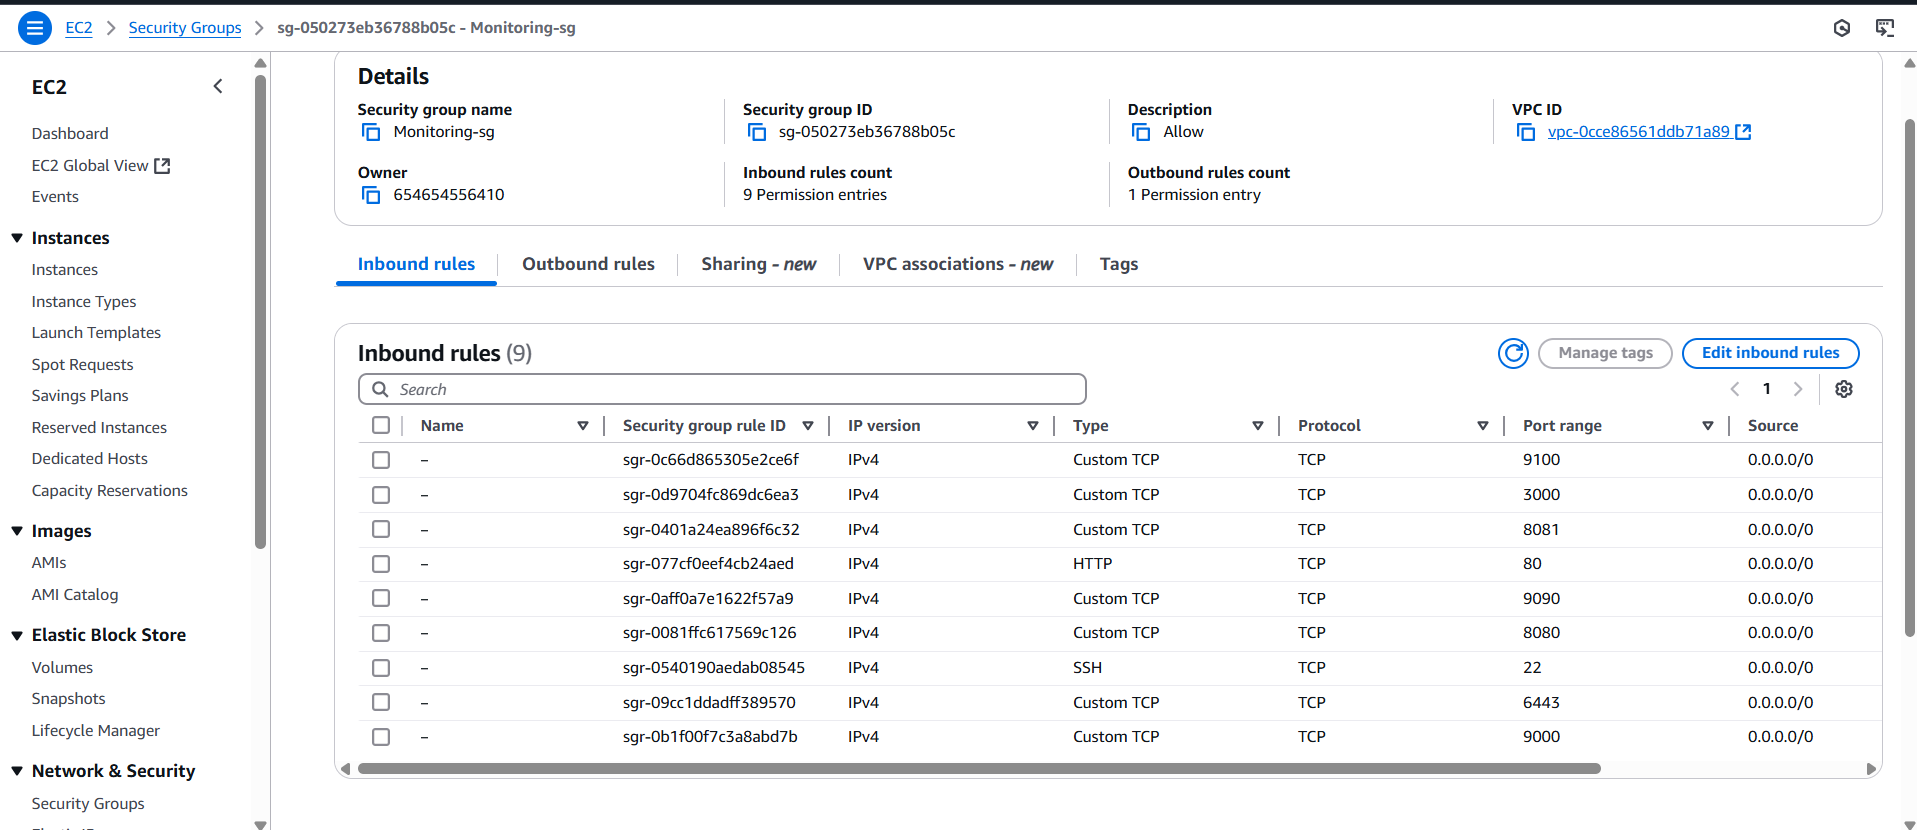 EC2 > Security Groups > sg-050273eb36788b05c - Monitoring-sg
EC2
Dashboard
EC2 Global View
Events
Instances
Instances
Instance Types
Launch Templates
Spot Requests
Savings Plans
Reserved Instances
Dedicated Hosts
Capacity Reservations
Images
AMIs
AMI Catalog
Elastic Block Store
Volumes
Snapshots
Lifecycle Manager
Network & Security
Security Groups
Details
Security group name
Monitoring-sg
Security group ID
sg-050273eb36788b05c
Description
Allow
VPC ID
vpc-0cce86561ddb71a89
Owner
654654556410
Inbound rules count
9 Permission entries
Outbound rules count
1 Permission entry
Inbound rules Outbound rules Sharing - new VPC associations - new Tags
Inbound rules (9)
Manage tags Edit inbound rules
Search
1
Name Security group rule ID IP version Type Protocol Port range Source
– sgr-0c66d865305e2ce6f IPv4 Custom TCP TCP 9100 0.0.0.0/0
– sgr-0d9704fc869dc6ea3 IPv4 Custom TCP TCP 3000 0.0.0.0/0
– sgr-0401a24ea896f6c32 IPv4 Custom TCP TCP 8081 0.0.0.0/0
– sgr-077cf0eef4cb24aed IPv4 HTTP TCP 80 0.0.0.0/0
– sgr-0aff0a7e1622f57a9 IPv4 Custom TCP TCP 9090 0.0.0.0/0
– sgr-0081ffc617569c126 IPv4 Custom TCP TCP 8080 0.0.0.0/0
– sgr-0540190aedab08545 IPv4 SSH TCP 22 0.0.0.0/0
– sgr-09cc1ddadff389570 IPv4 Custom TCP TCP 6443 0.0.0.0/0
– sgr-0b1f00f7c3a8abd7b IPv4 Custom TCP TCP 9000 0.0.0.0/0